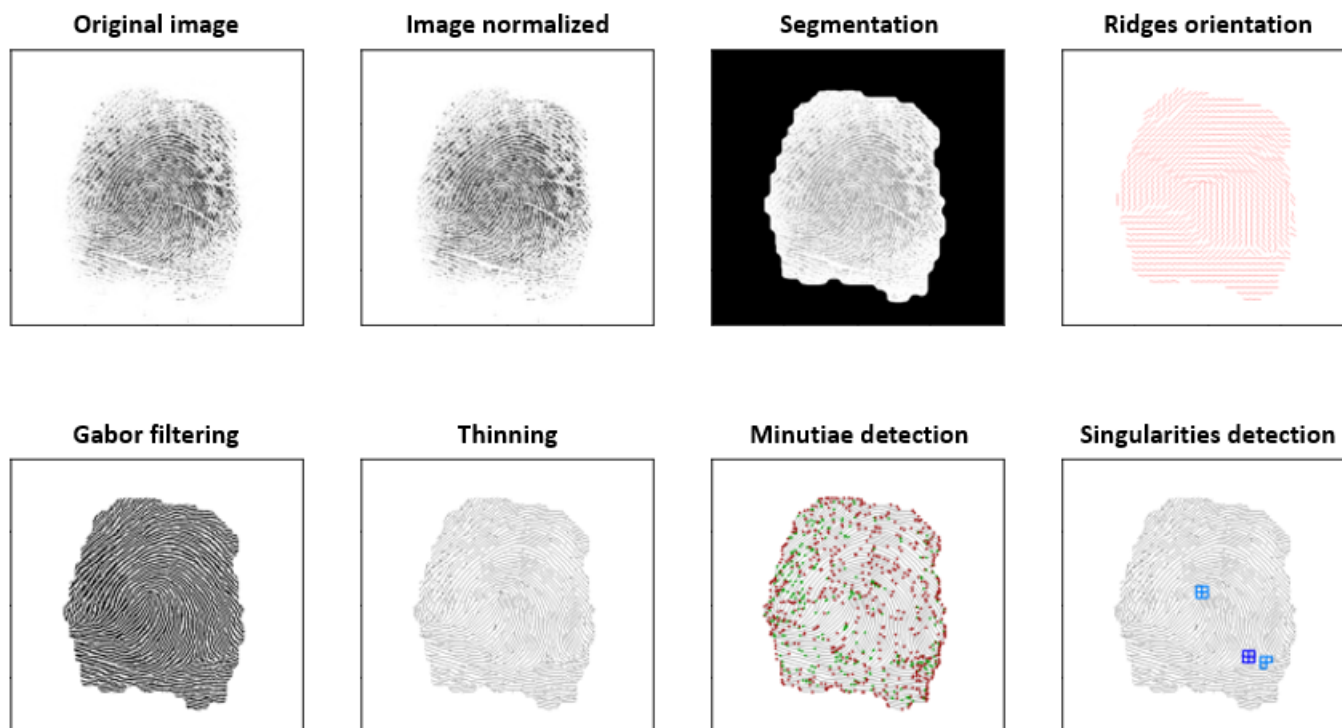 Original image
Image normalized
Segmentation
Ridges orientation
Gabor filtering
Thinning
Minutiae detection
Singularities detection